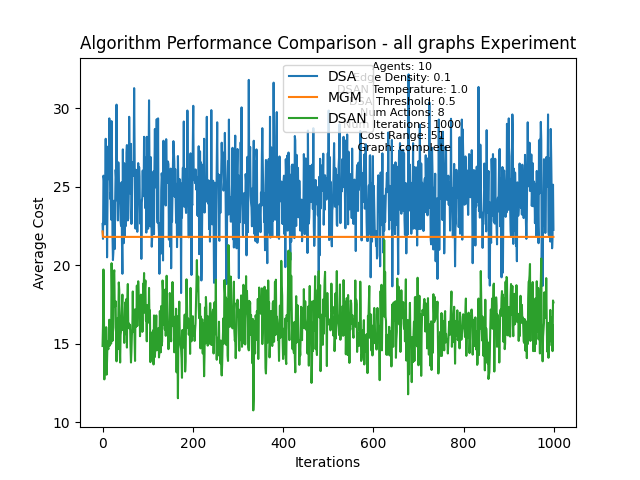 Algorithm Performance Comparison - all graphs Experiment
Agents: 10
Edge Density: 0.1
DSAN Temperature: 1.0
DSA Threshold: 0.5
Num Actions: 8
Num Iterations: 1000
Cost Range: 51
Graph: complete
DSA
MGM
DSAN
Average Cost
30
25
20
15
10
0
200
400
600
800
1000
Iterations